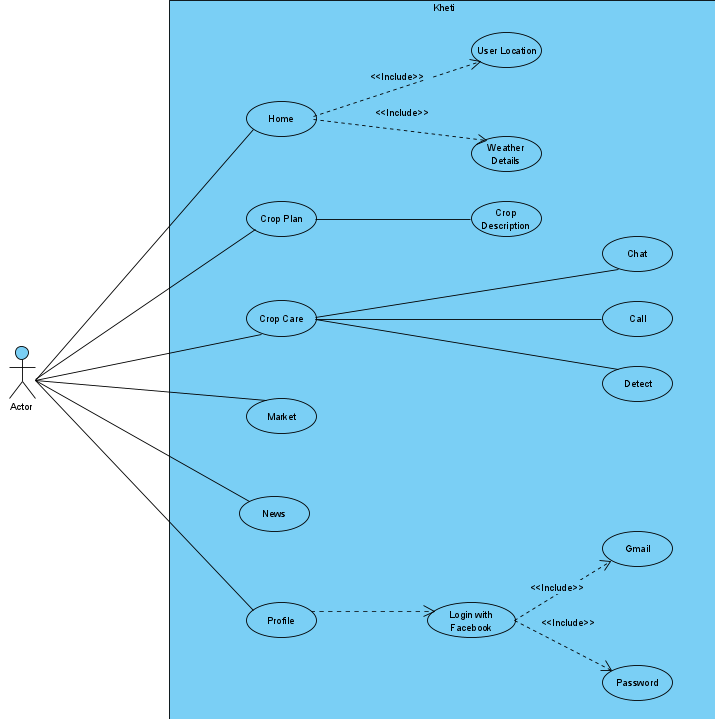 Kheti
User Location
<<Include>>
<<Include>>
Home
Weather
Details
Crop Plan
Crop
Description
Chat
Crop Care
Call
Detect
Actor
Market
News
Gmail
<<Include>>
Profile
Login with
Facebook
<<Include>>
Password